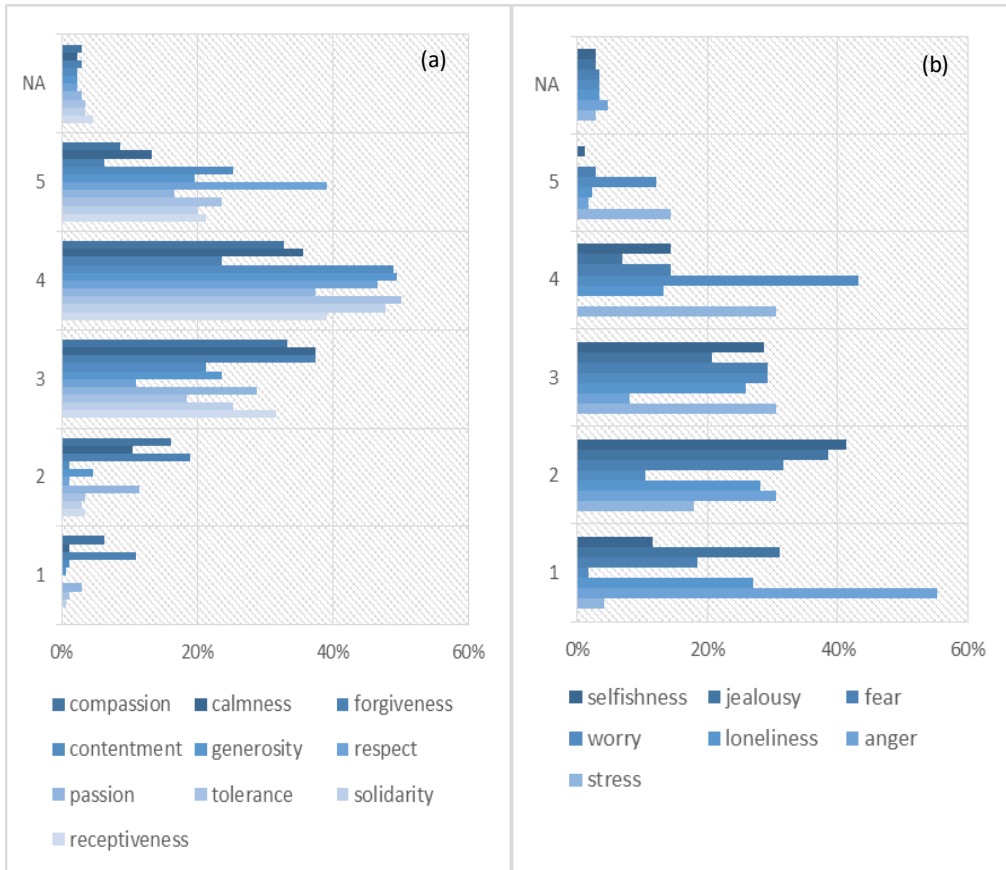 (a)
NA
5
4
3
2
1
0% 20% 40% 60%
compassion calmness forgiveness
contentment generosity respect
passion tolerance solidarity
receptiveness
(b)
NA
5
4
3
2
1
0% 20% 40% 60%
selfishness jealousy fear
worry loneliness anger
stress